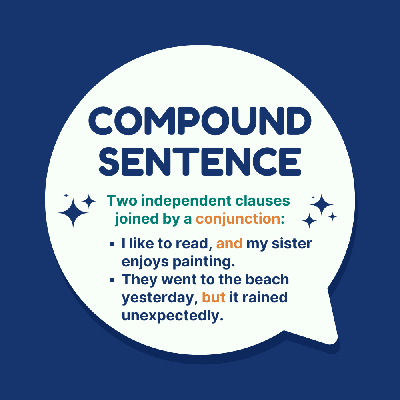 COMPOUND
SENTENCE
Two independent clauses
joined by a conjunction:
▪ I like to read, and my sister
enjoys painting.
▪ They went to the beach
yesterday, but it rained
unexpectedly.